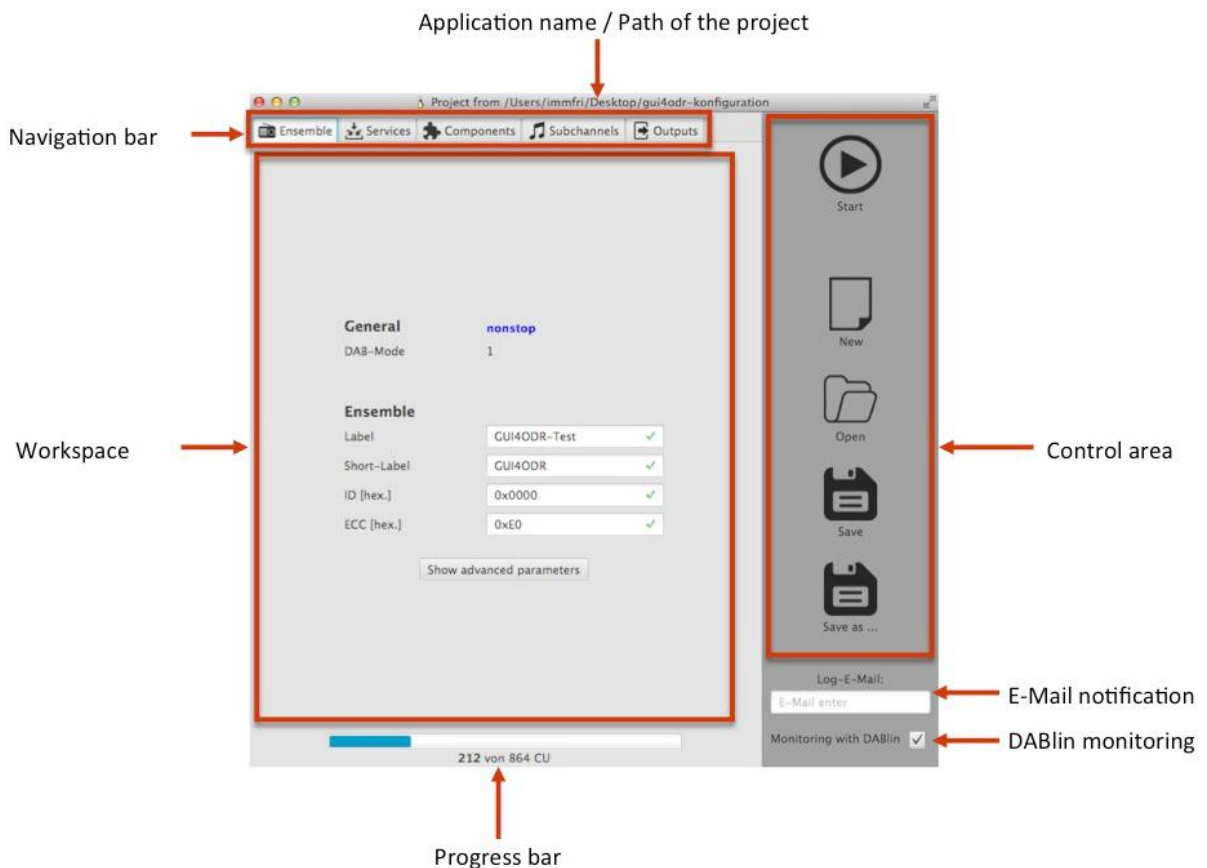 Application name / Path of the project
Project from /Users/immfri/Desktop/gui4odr-konfiguration
Navigation bar
Ensemble Services Components Subchannels Outputs
Start
New
General nonstop
DAB-Mode 1
Ensemble
Label GUI4ODR-Test
Short-Label GUI4ODR
ID [hex.] 0x0000
ECC [hex.] 0xE0
Show advanced parameters
Workspace
Open
Control area
Save
Save as ...
Log-E-Mail:
E-Mail enter
E-Mail notification
Monitoring with DABlin
DABlin monitoring
212 von 864 CU
Progress bar